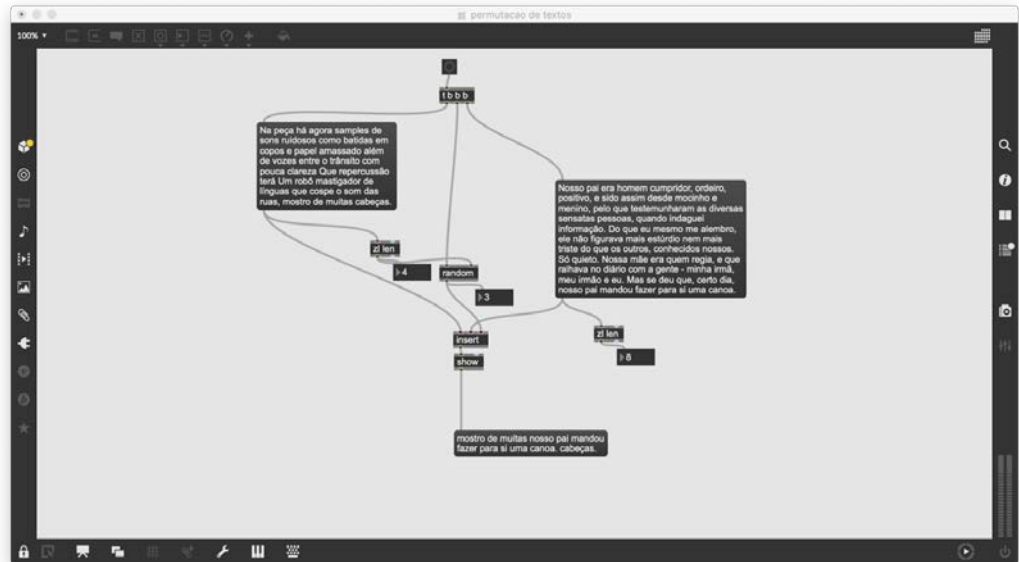 permutacao de textos
100%
t b b b
Na peça há agora samples de
sons ruidosos como batidas em
copos e papel amassado além
de vozes entre o trânsito com
pouca clareza Que repercussão
terá Um robô mastigador de
línguas que cospe o som das
ruas, mostro de muitas cabeças.
Nosso pai era homem cumpridor, ordeiro,
positivo, e sido assim desde mocinho e
menino, pelo que testemunharam as diversas
sensatas pessoas, quando indaguei
informação. Do que eu mesmo me alembro,
ele não figurava mais estúrdio nem mais
triste do que os outros, conhecidos nossos.
Só quieto. Nossa mãe era quem regia, e que
ralhava no diário com a gente - minha irmã,
meu irmão e eu. Mas se deu que, certo dia,
nosso pai mandou fazer para si uma canoa.
zl len
4
random
3
insert
zl len
8
show
mostro de muitas nosso pai mandou
fazer para si uma canoa. cabeças.